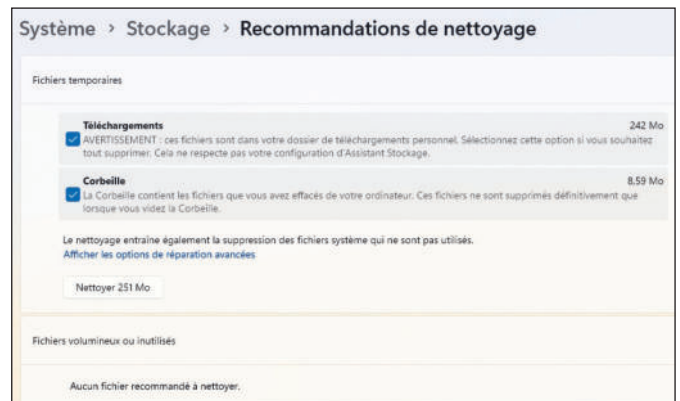 Système > Stockage > Recommandations de nettoyage
Fichiers temporaires
Téléchargements 242 Mo
AVERTISSEMENT : ces fichiers sont dans votre dossier de téléchargements personnel. Sélectionnez cette option si vous souhaitez
tout supprimer. Cela ne respecte pas votre configuration d'Assistant Stockage.
Corbeille 8,59 Mo
La Corbeille contient les fichiers que vous avez effacés de votre ordinateur. Ces fichiers ne sont supprimés définitivement que
lorsque vous videz la Corbeille.
Le nettoyage entraîne également la suppression des fichiers système qui ne sont pas utilisés.
Afficher les options de réparation avancées
Nettoyer 251 Mo
Fichiers volumineux ou inutilisés
Aucun fichier recommandé à nettoyer.